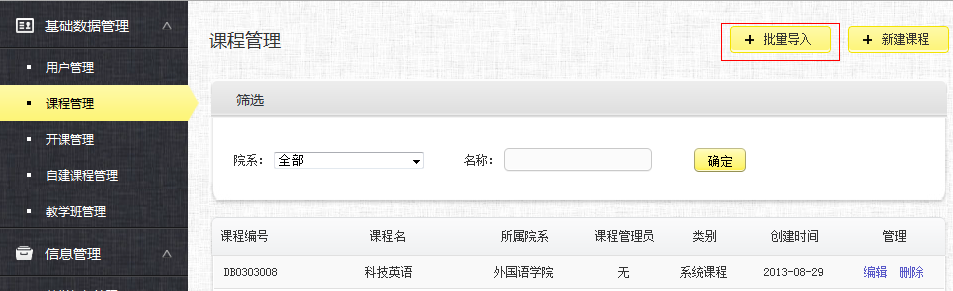 基础数据管理
用户管理
课程管理
开课管理
自建课程管理
教学班管理
信息管理
课程管理
+ 批量导入
+ 新建课程
筛选
院系： 全部
名称：
确定
课程编号 课程名 所属院系 课程管理员 类别 创建时间 管理
DB0303008 科技英语 外国语学院 无 系统课程 2013-08-29 编辑 删除